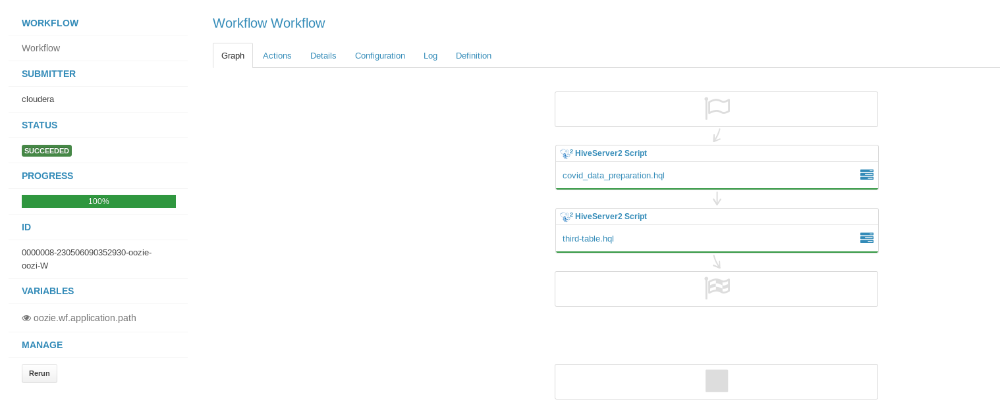 WORKFLOW
Workflow
SUBMITTER
cloudera
STATUS
SUCCEEDED
PROGRESS
100%
ID
0000008-230506090352930-oozie-
oozi-W
VARIABLES
oozie.wf.application.path
MANAGE
Rerun
Workflow Workflow
Graph Actions Details Configuration Log Definition
2 HiveServer2 Script
covid_data_preparation.hql
2 HiveServer2 Script
third-table.hql